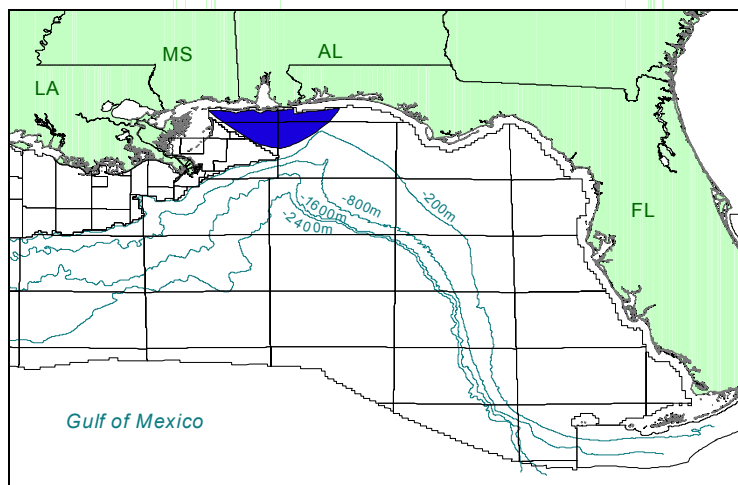 MS
AL
LA
-200m
-800m
-1600m
-2400m
FL
Gulf of Mexico